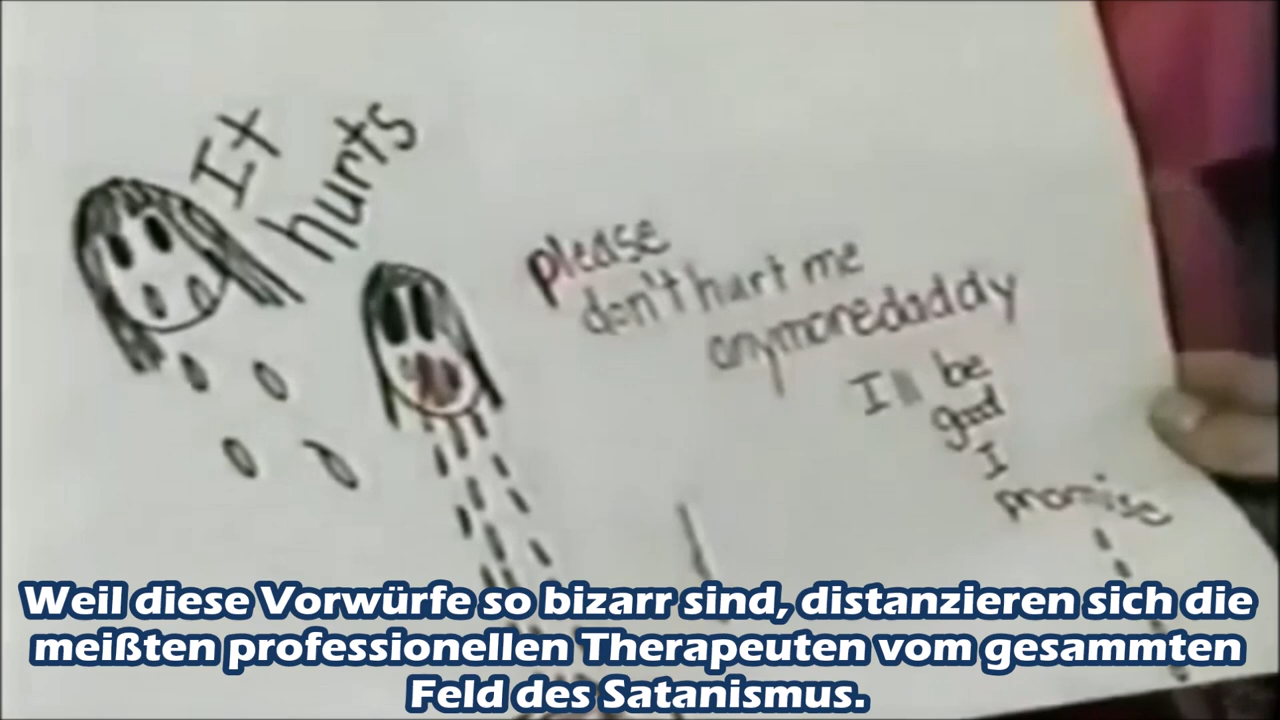 It
hurts
please
don't hurt me
anymore daddy
I'll be
good
I
promise
Weil diese Vorwürfe so bizarr sind, distanzieren sich die
meißten professionellen Therapeuten vom gesammten
Feld des Satanismus.